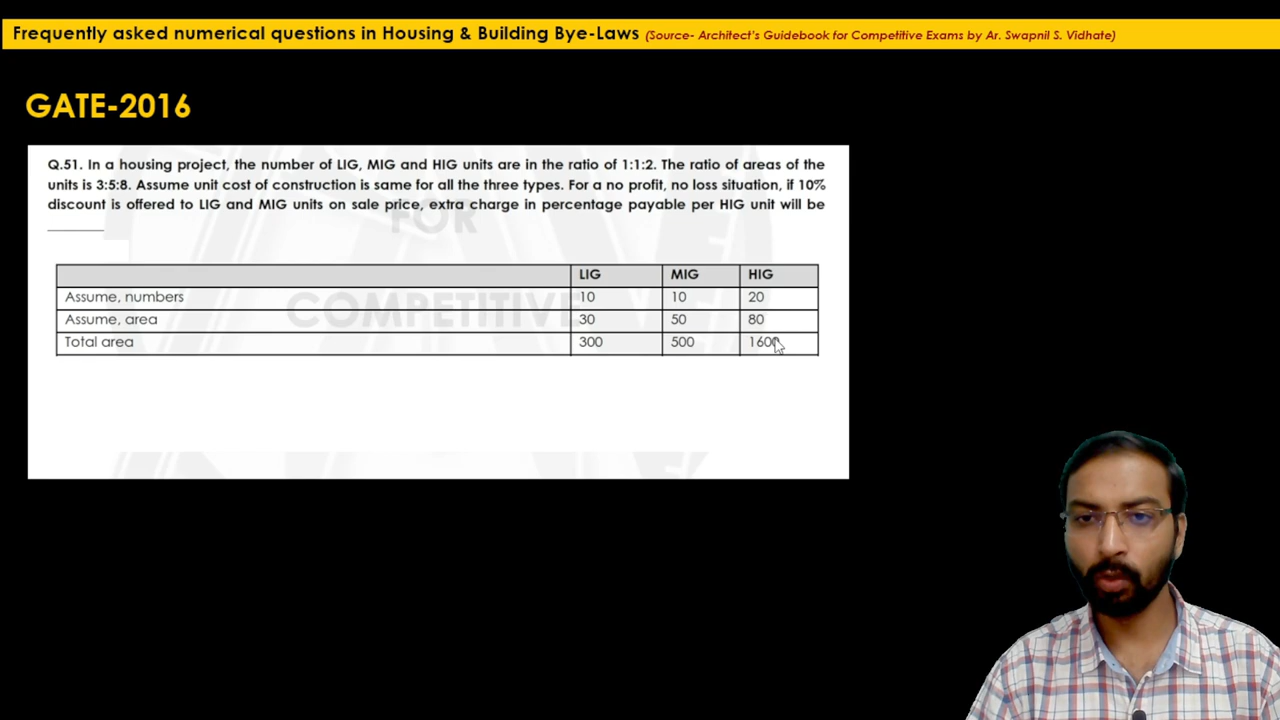 Frequently asked numerical questions in Housing & Building Bye-Laws (Source- Architect's Guidebook for Competitive Exams by Ar. Swapnil S. Vidhate)
GATE-2016
Q.51. In a housing project, the number of LIG, MIG and HIG units are in the ratio of 1:1:2. The ratio of areas of the
units is 3:5:8. Assume unit cost of construction is same for all the three types. For a no profit, no loss situation, if 10%
discount is offered to LIG and MIG units on sale price, extra charge in percentage payable per HIG unit will be
FOR
LIG MIG HIG
Assume, numbers 10 10 20
COMPETITIVE
Assume, area 30 50 80
Total area 300 500 1600